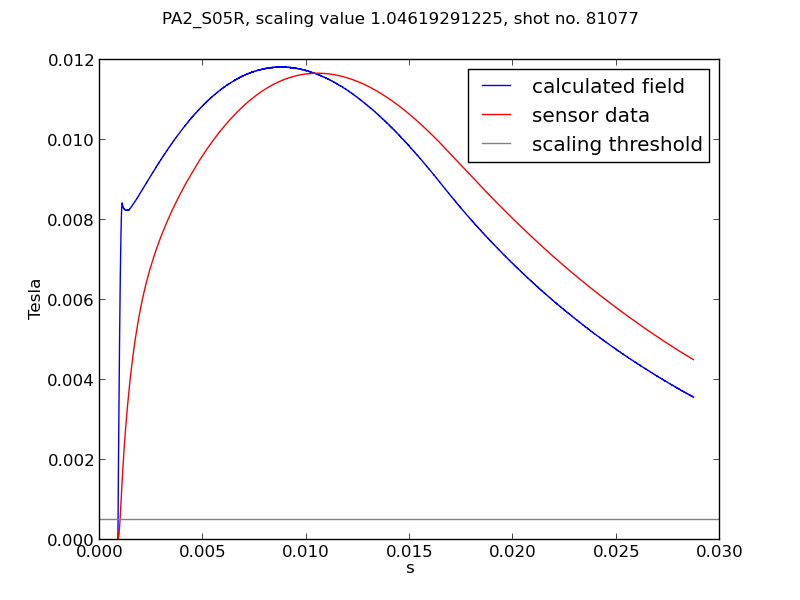 PA2_S05R, scaling value 1.04619291225, shot no. 81077
calculated field
sensor data
scaling threshold
Tesla
0.012
0.010
0.008
0.006
0.004
0.002
0.000
0.000 0.005 0.010 0.015 0.020 0.025 0.030
s